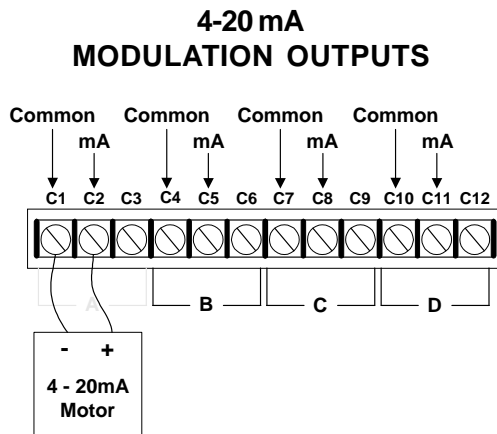 4-20 mA
MODULATION OUTPUTS
Common Common Common Common
mA mA mA mA
C1 C2 C3 C4 C5 C6 C7 C8 C9 C10 C11 C12
A B C D
- +
4 - 20mA
Motor